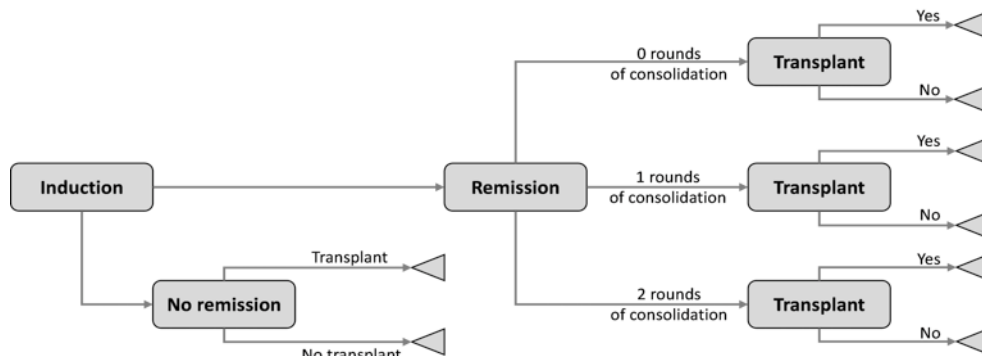 Yes
0 rounds
of consolidation
Transplant
No
Yes
Induction
Remission
1 rounds
of consolidation
Transplant
No
Transplant
Yes
No remission
2 rounds
of consolidation
Transplant
No
No transplant